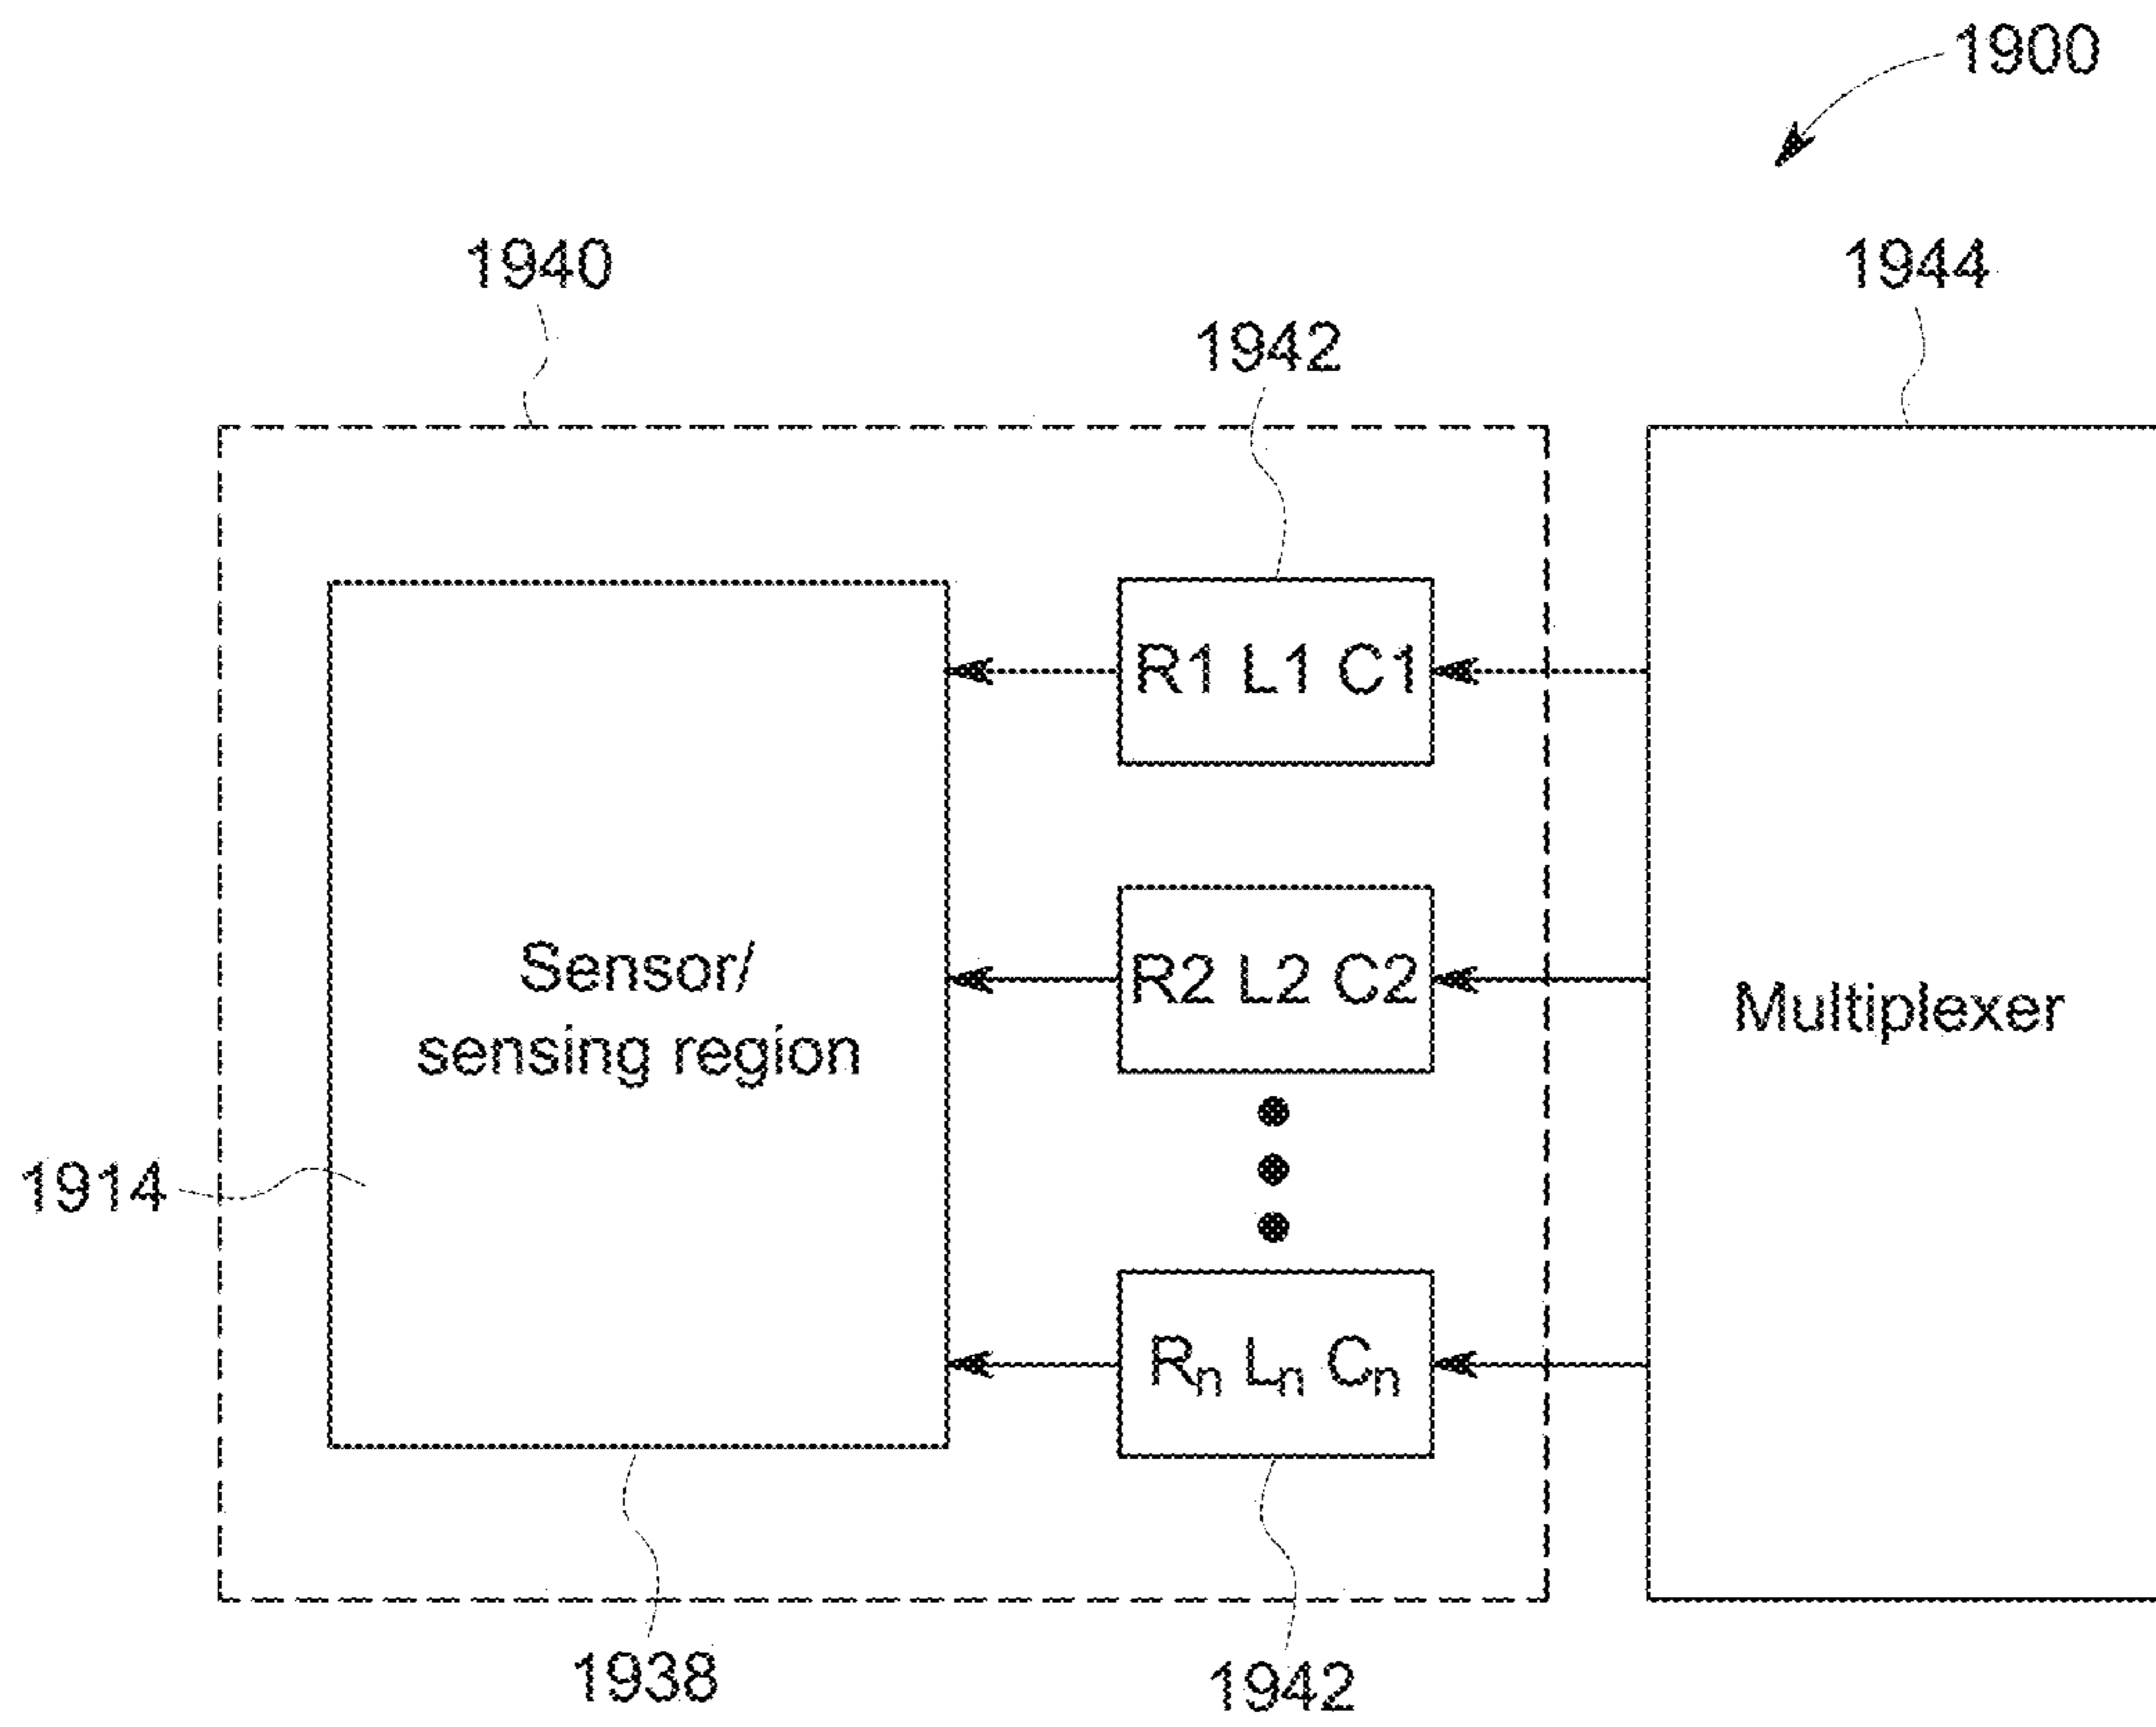 1900
1940
1944
1942
R1 L1 C1
Sensor/
sensing region
R2 L2 C2
Multiplexer
1914
Rn Ln Cn
1938
1942